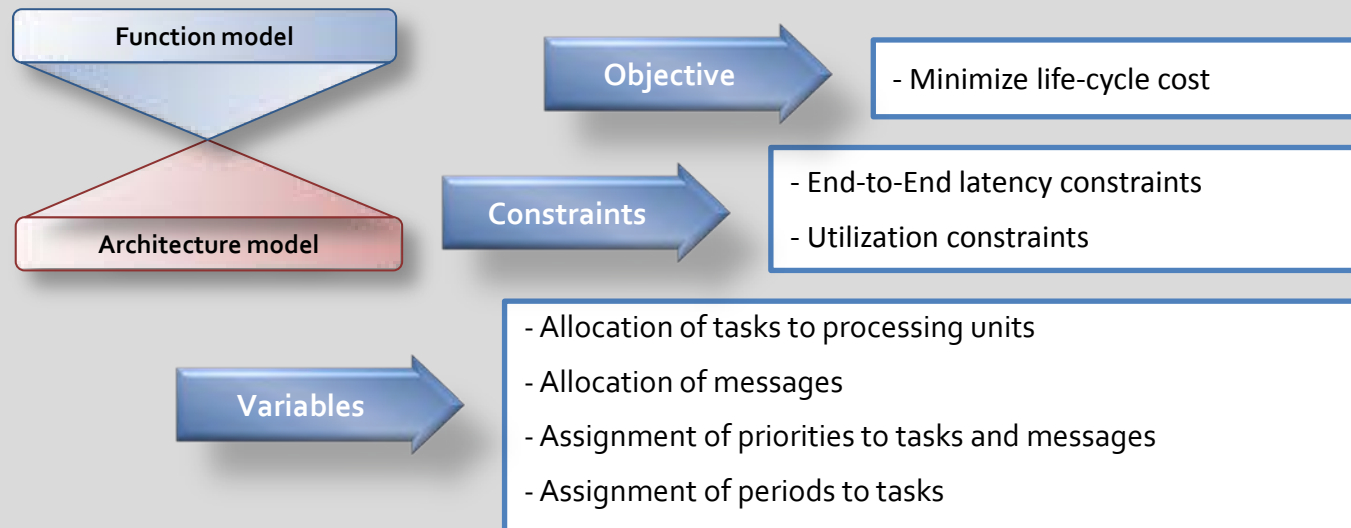 Function model
Architecture model
Objective
- Minimize life-cycle cost
Constraints
- End-to-End latency constraints
- Utilization constraints
Variables
- Allocation of tasks to processing units
- Allocation of messages
- Assignment of priorities to tasks and messages
- Assignment of periods to tasks